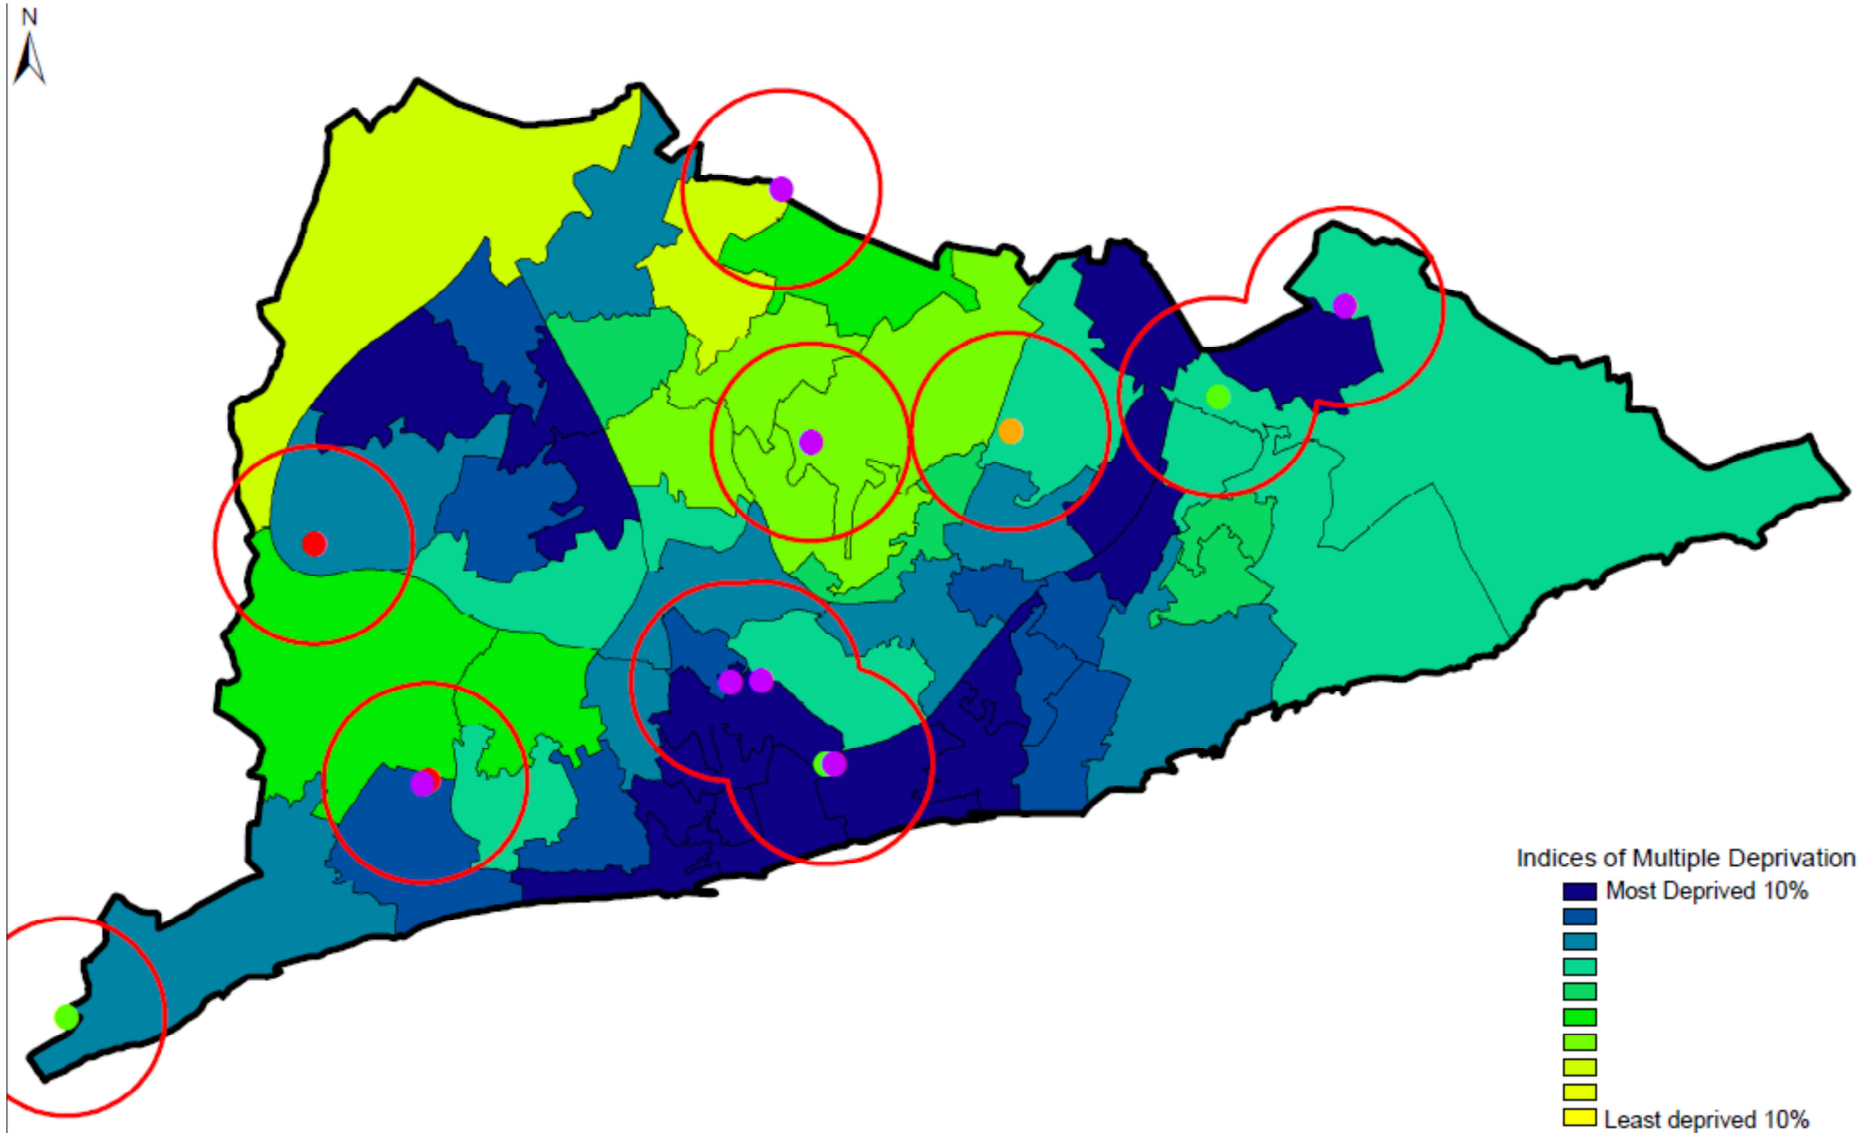 N
Indices of Multiple Deprivation
Most Deprived 10%
Least deprived 10%